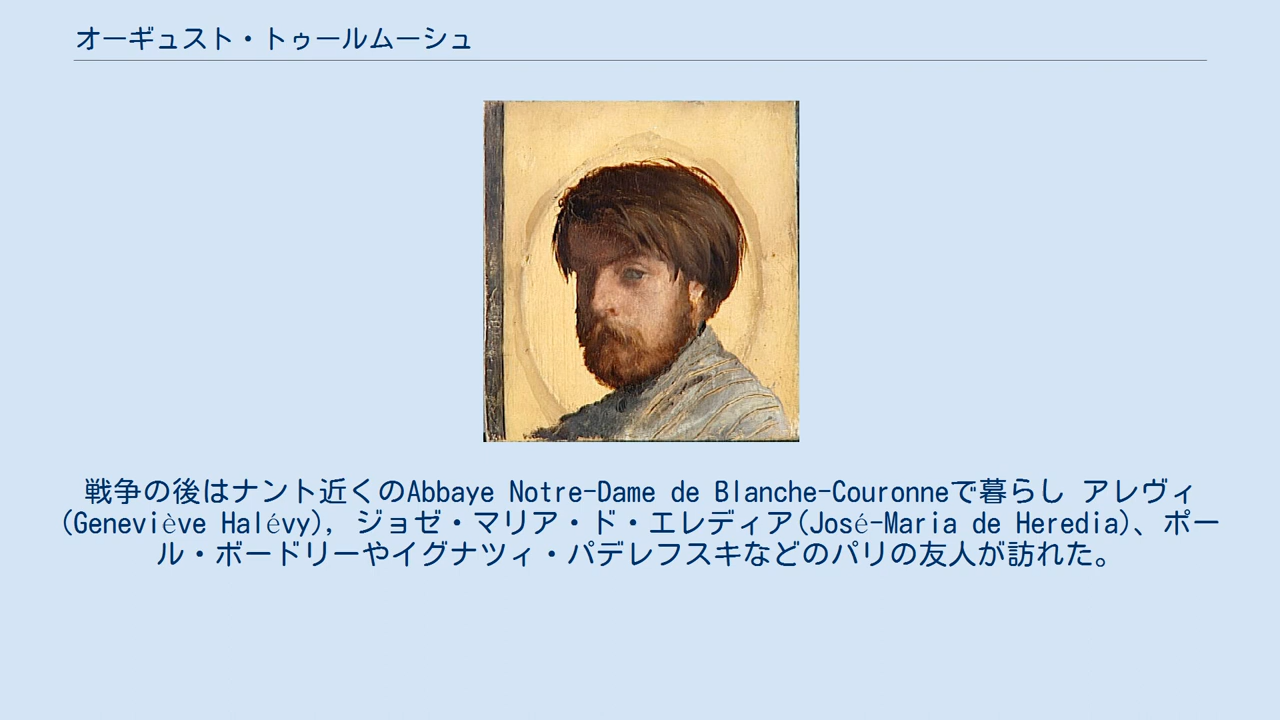 オーギュスト・トゥールムーシュ
戦争の後はナント近くのAbbaye Notre-Dame de Blanche-Couronneで暮らし アレヴィ
(Geneviève Halévy), ジョゼ・マリア・ド・エレディア(José-Maria de Heredia)、ポー
ル・ボードリーやイグナツィ・パデレフスキなどのパリの友人が訪れた。